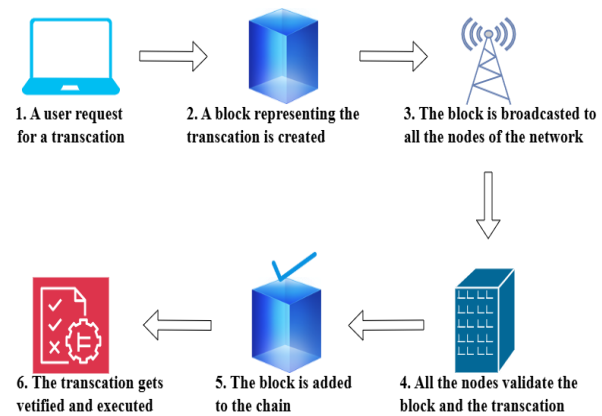 1. A user request
for a transcation
2. A block representing the
transcation is created
3. The block is broadcasted to
all the nodes of the network
4. All the nodes validate the
block and the transcation
5. The block is added
to the chain
6. The transcation gets
vetified and executed